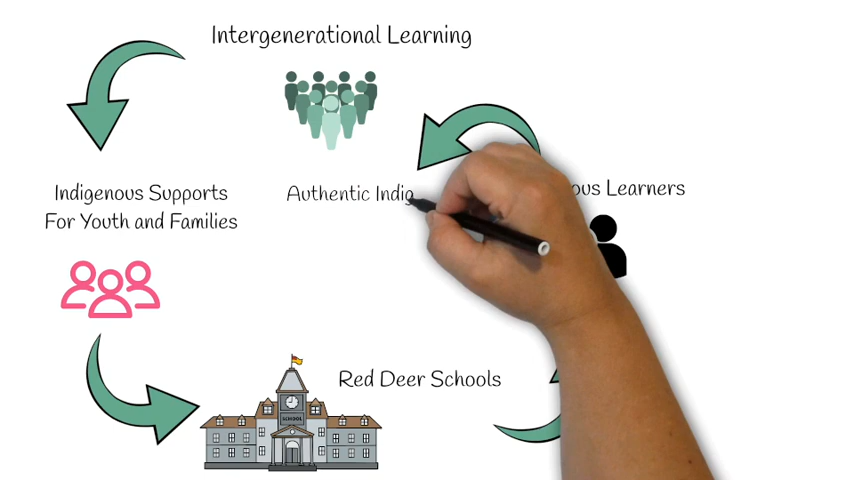 Intergenerational Learning
Indigenous Supports
For Youth and Families
Authentic Indig
ous Learners
Red Deer Schools
SCHOOL